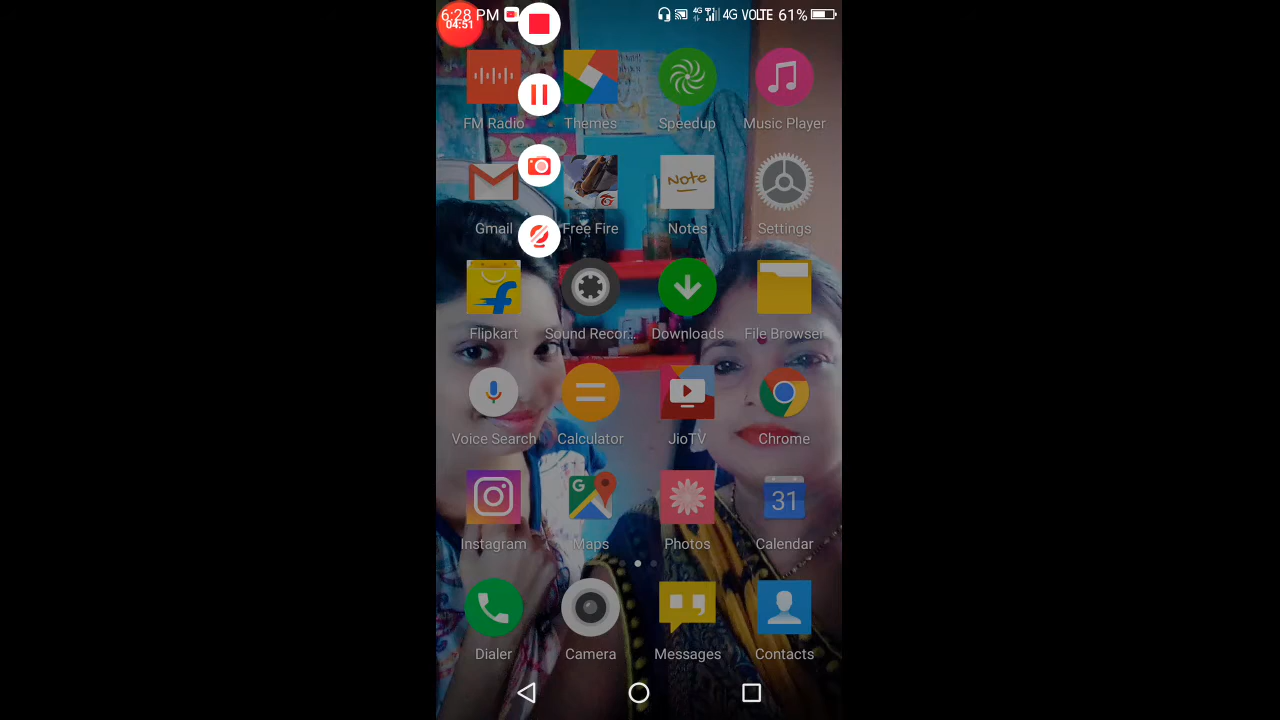 6:28 PM 4G 4G VOLTE 61%
04:51
FM Radio Themes Speedup Music Player
Note
Gmail Free Fire Notes Settings
Flipkart Sound Recor... Downloads File Browser
Voice Search Calculator JioTV Chrome
G 31
Instagram Maps Photos Calendar
Dialer Camera Messages Contacts